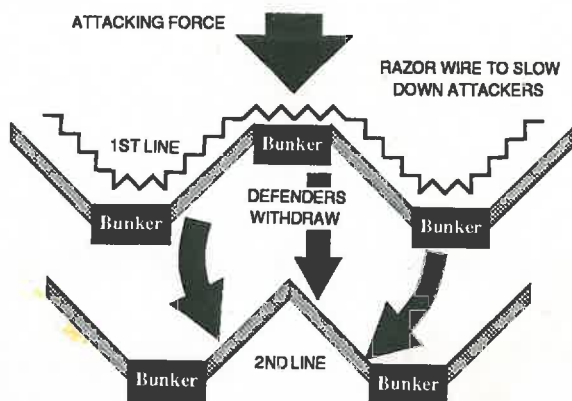 ATTACKING FORCE
RAZOR WIRE TO SLOW
DOWN ATTACKERS
1ST LINE
Bunker
Bunker
DEFENDERS
WITHDRAW
Bunker
2ND LINE
Bunker
Bunker